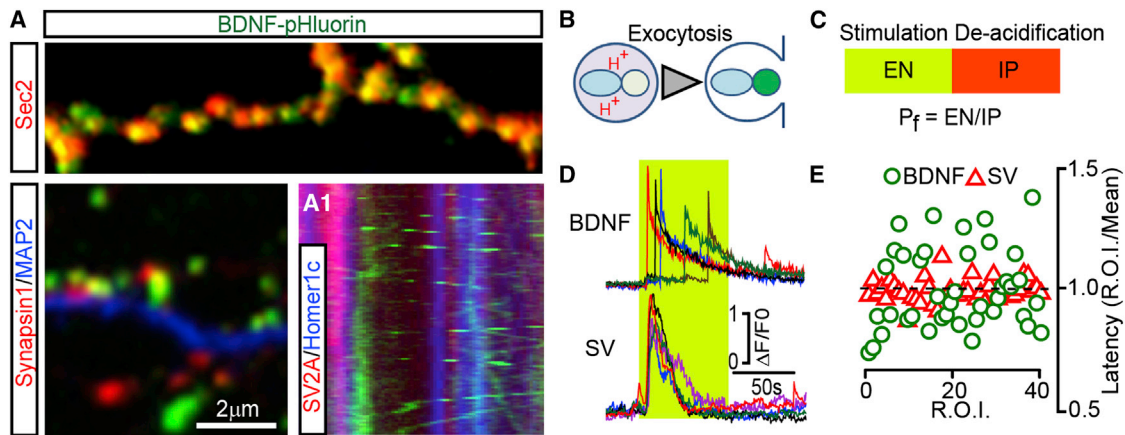 A
BDNF-pHluorin
Sec2
Synapsin1/MAP2
2μm
A1
SV2A/Homer1c
B
Exocytosis
H+
H+
C
Stimulation De-acidification
EN IP
Pf = EN/IP
D
BDNF
SV
1
0
ΔF/F0
50s
E
BDNF SV
1.5
1.0
0.5
Latency (R.O.I./Mean)
0 20 40
R.O.I.